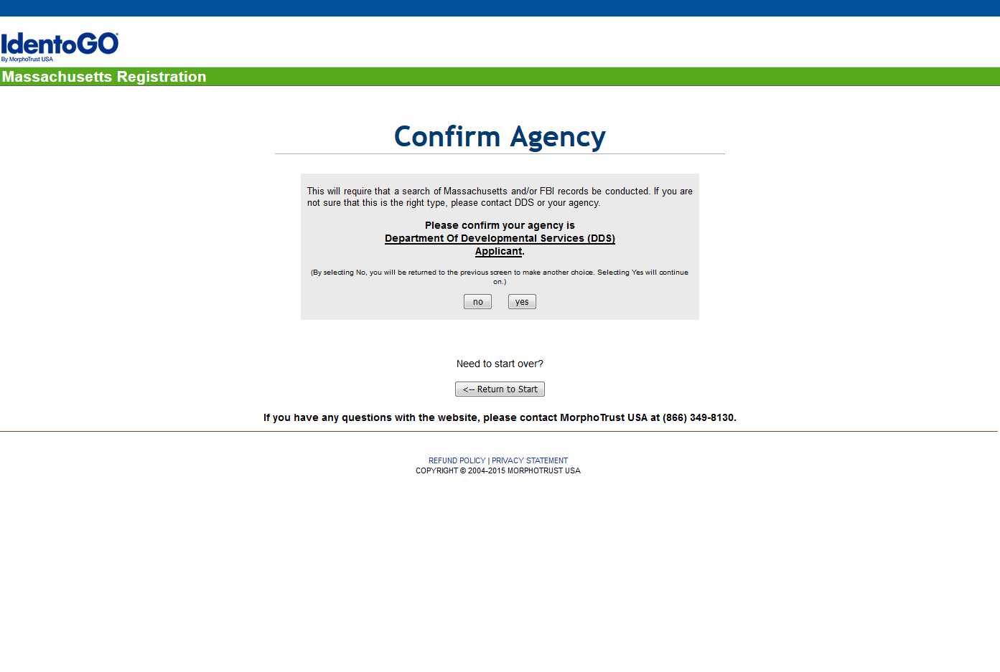 IdentoGO
By MorphoTrust USA
Massachusetts Registration
Confirm Agency
This will require that a search of Massachusetts and/or FBI records be conducted. If you are
not sure that this is the right type, please contact DDS or your agency.
Please confirm your agency is
Department Of Developmental Services (DDS)
Applicant.
(By selecting No, you will be returned to the previous screen to make another choice. Selecting Yes will continue
on.)
no yes
Need to start over?
<-- Return to Start
If you have any questions with the website, please contact MorphoTrust USA at (866) 349-8130.
REFUND POLICY | PRIVACY STATEMENT
COPYRIGHT © 2004-2015 MORPHOTRUST USA